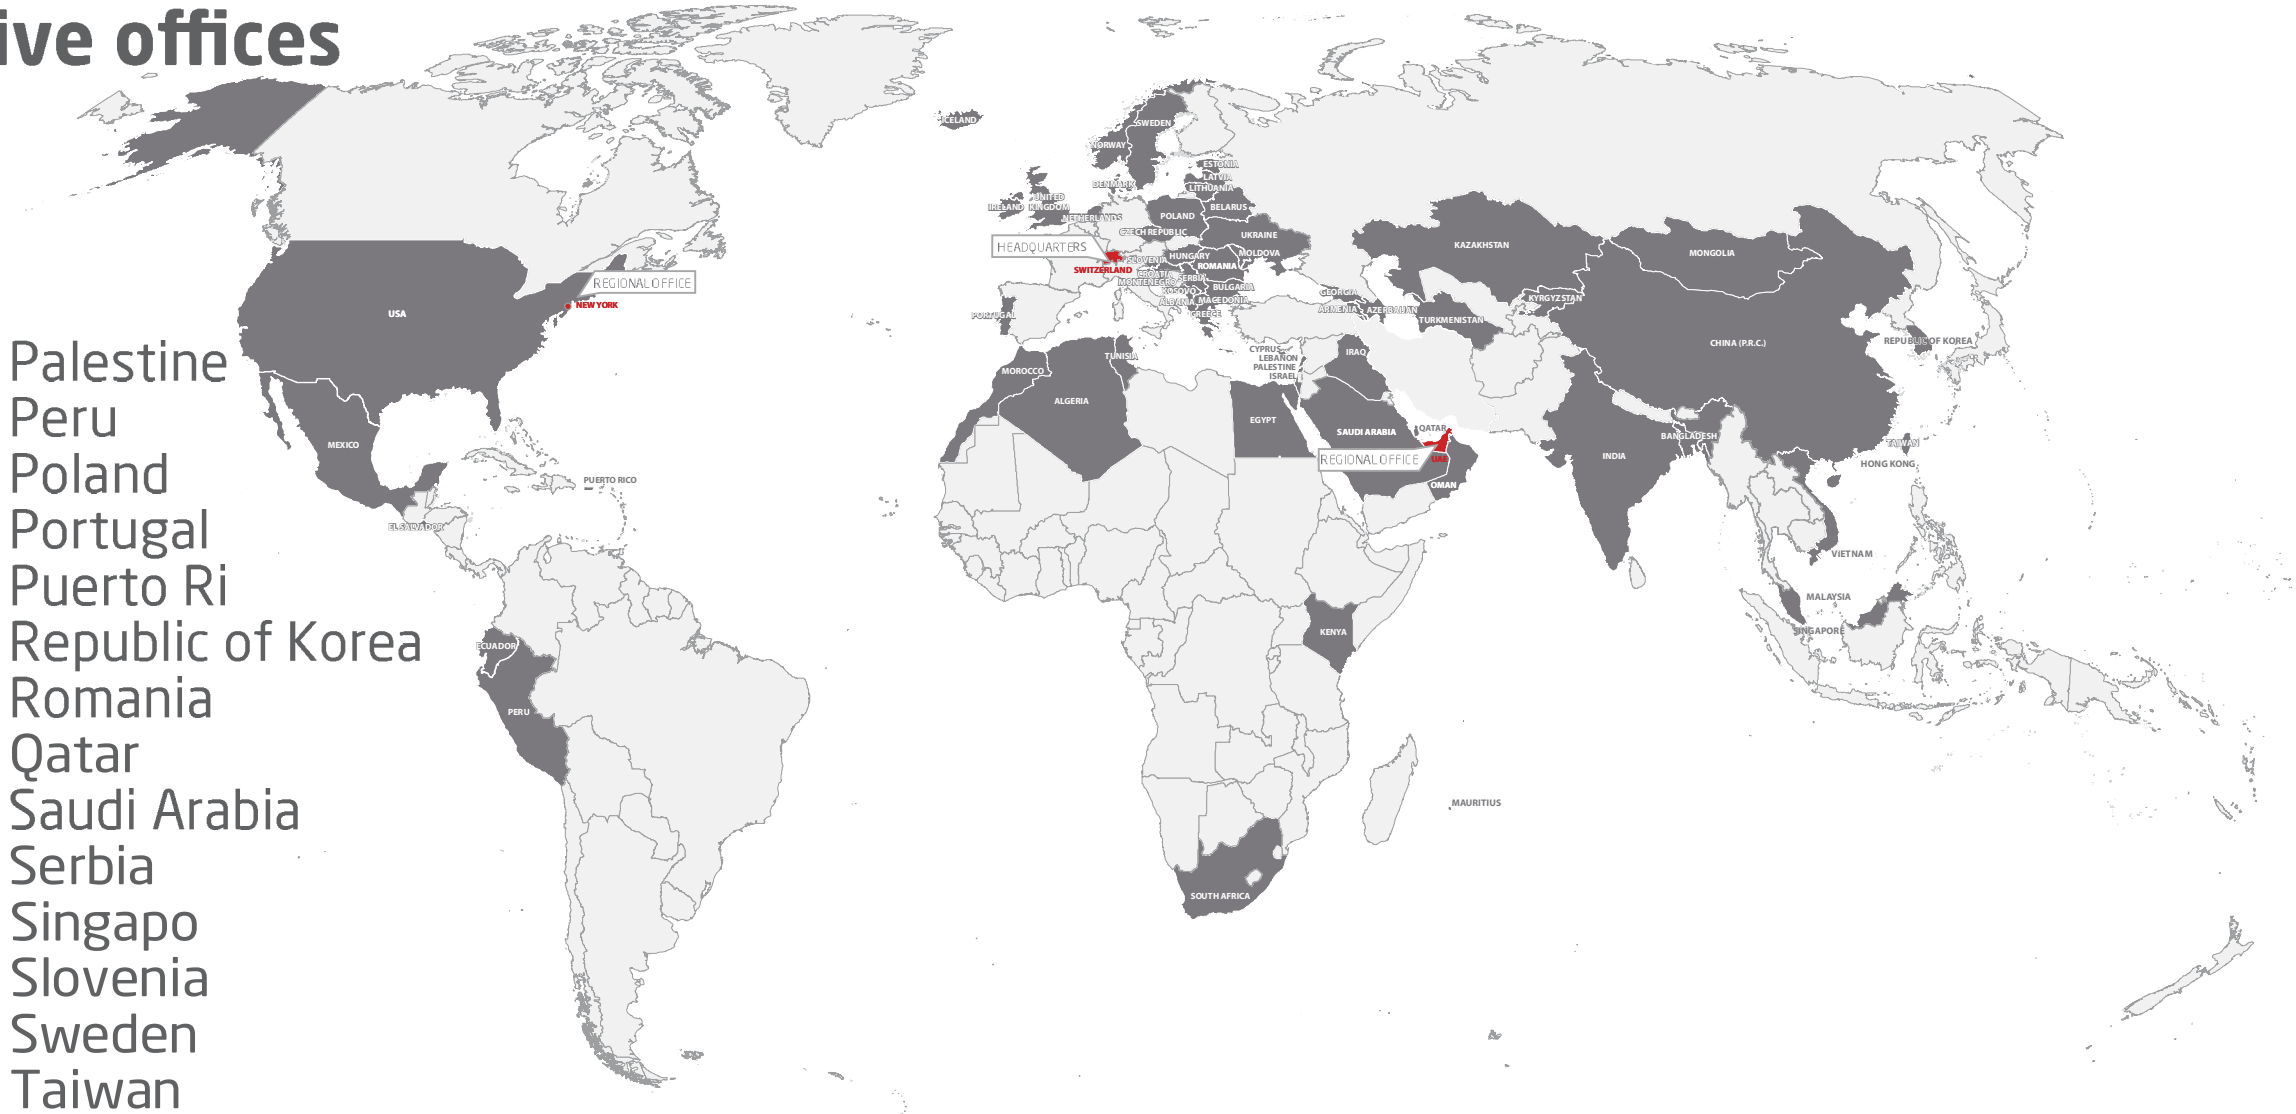 ive offices
Palestine
Peru
Poland
Portugal
Puerto Ri
Republic of Korea
Romania
Qatar
Saudi Arabia
Serbia
Singapo
Slovenia
Sweden
Taiwan
ICELAND
SWEDEN
NORWAY
ESTONIA
LATVIA
DENMARK
LITHUANIA
UNITED
KINGDOM
IRELAND
BELARUS
NETHERLANDS
POLAND
CZECH REPUBLIC
UKRAINE
HEADQUARTERS
KAZAKHSTAN
MONGOLIA
SLOVENIA
HUNGARY
MOLDOVA
SWITZERLAND
ROMANIA
CROATIA
SERBIA
MONTENEGRO
REGIONAL OFFICE
KOSOVO
BULGARIA
GEORGIA
KYRGYZSTAN
ALBANIA
MACEDONIA
NEW YORK
USA
PORTUGAL
GREECE
ARMENIA
AZERBAIJAN
TURKMENISTAN
REPUBLIC OF KOREA
CHINA (P.R.C.)
CYPRUS
LEBANON
PALESTINE
ISRAEL
IRAQ
TUNISIA
MOROCCO
ALGERIA
EGYPT
SAUDI ARABIA
QATAR
BANGLADESH
MEXICO
TAIWAN
REGIONAL OFFICE
UAE
INDIA
HONG KONG
PUERTO RICO
OMAN
EL SALVADOR
VIETNAM
MALAYSIA
SINGAPORE
KENYA
ECUADOR
PERU
MAURITIUS
SOUTH AFRICA